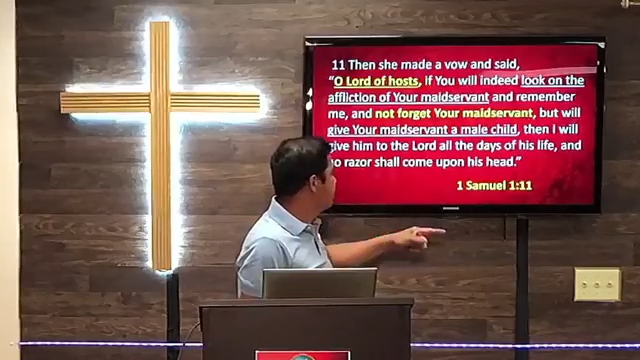 11 Then she made a vow and said,
“O Lord of hosts, if You will indeed look on the
affliction of Your maidservant and remember
me, and not forget Your maidservant, but will
give Your maidservant a male child, then I will
give him to the Lord all the days of his life, and
no razor shall come upon his head.”
1 Samuel 1:11